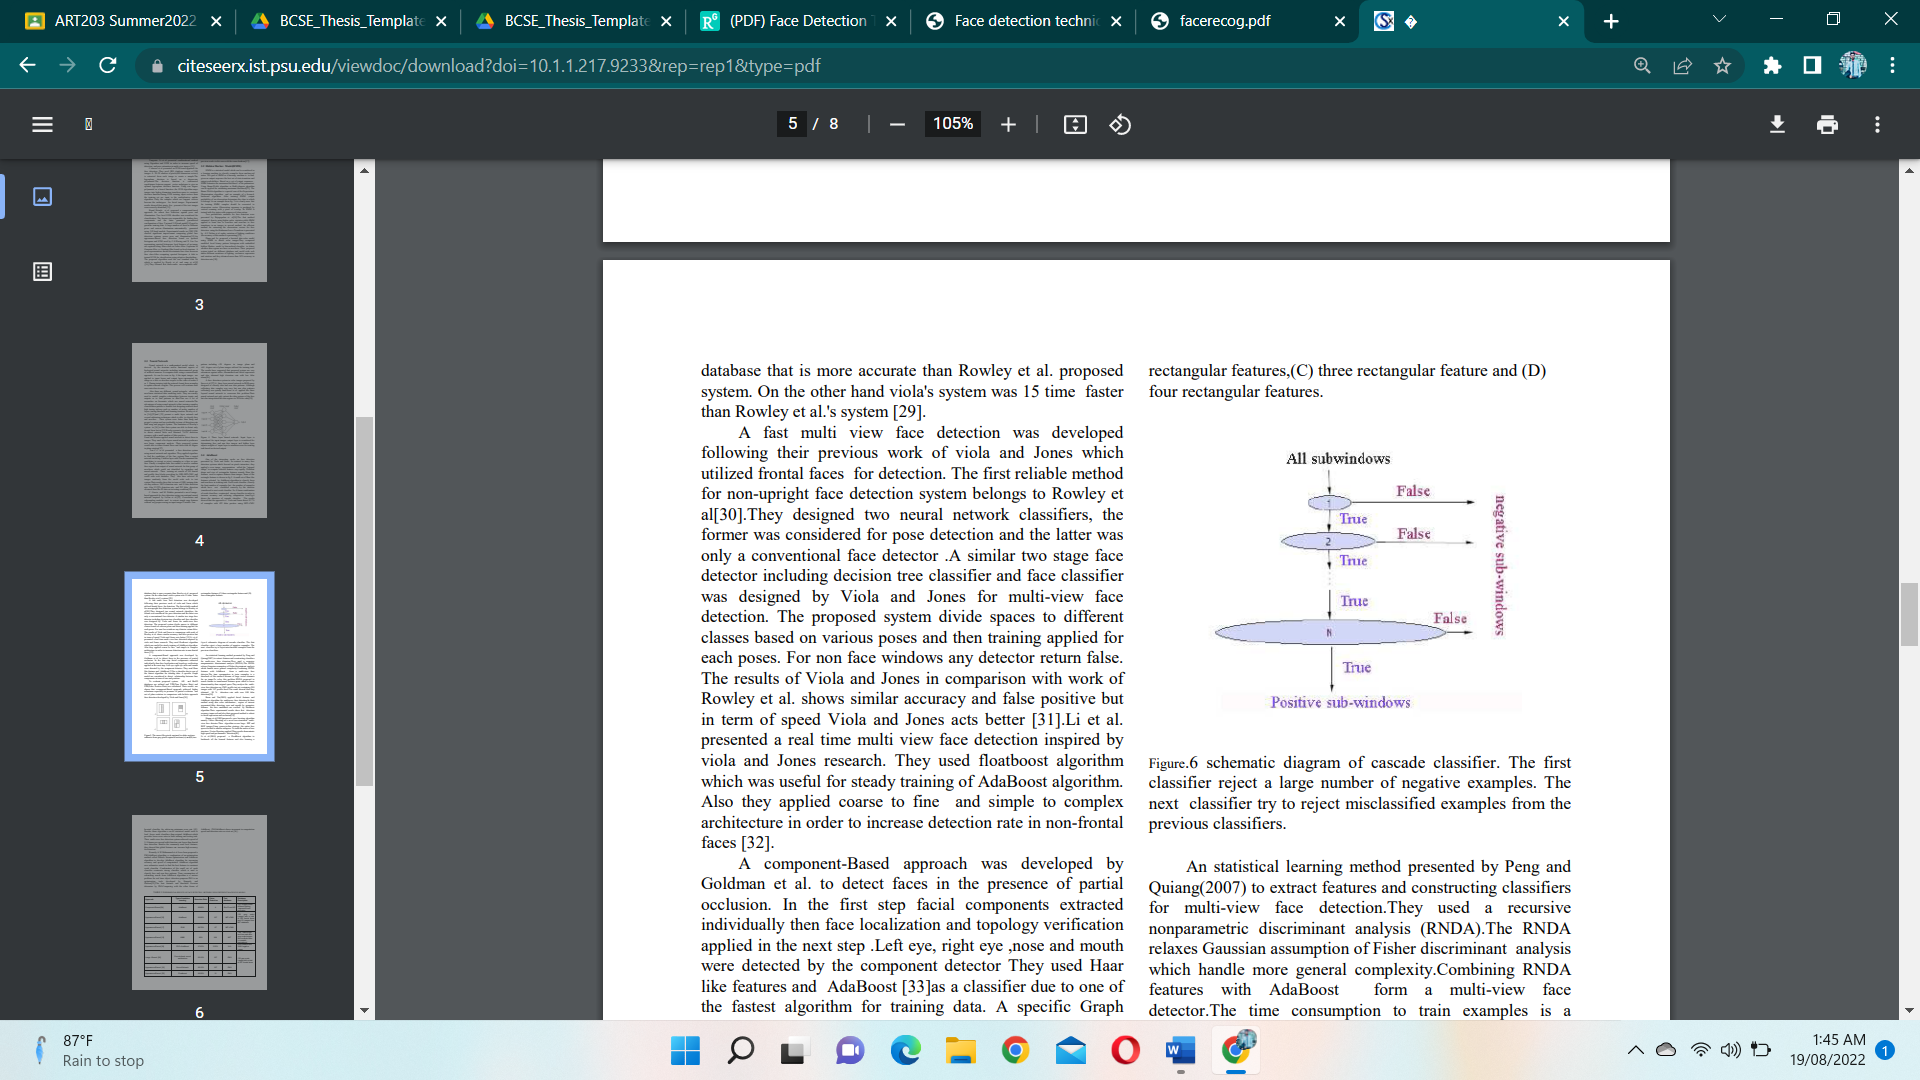 ART203 Summer2022
BCSE_Thesis_Template
BCSE_Thesis_Template
(PDF) Face Detection T
Face detection techniq
facerecog.pdf
citeseerx.ist.psu.edu/viewdoc/download?doi=10.1.1.217.9233&rep=rep1&type=pdf
5 / 8
105%
3
4
5
6
database that is more accurate than Rowley et al. proposed
system. On the other hand viola's system was 15 time faster
than Rowley et al.'s system [29].
A fast multi view face detection was developed
following their previous work of viola and Jones which
utilized frontal faces for detection. The first reliable method
for non-upright face detection system belongs to Rowley et
al[30].They designed two neural network classifiers, the
former was considered for pose detection and the latter was
only a conventional face detector .A similar two stage face
detector including decision tree classifier and face classifier
was designed by Viola and Jones for multi-view face
detection. The proposed system divide spaces to different
classes based on various poses and then training applied for
each poses. For non face windows any detector return false.
The results of Viola and Jones in comparison with work of
Rowley et al. shows similar accuracy and false positive but
in term of speed Viola and Jones acts better [31].Li et al.
presented a real time multi view face detection inspired by
viola and Jones research. They used floatboost algorithm
which was useful for steady training of AdaBoost algorithm.
Also they applied coarse to fine and simple to complex
architecture in order to increase detection rate in non-frontal
faces [32].
A component-Based approach was developed by
Goldman et al. to detect faces in the presence of partial
occlusion. In the first step facial components extracted
individually then face localization and topology verification
applied in the next step .Left eye, right eye ,nose and mouth
were detected by the component detector They used Haar
like features and AdaBoost [33]as a classifier due to one of
the fastest algorithm for training data. A specific Graph
rectangular features,(C) three rectangular feature and (D)
four rectangular features.
All subwindows
1
False
True
2
False
True
True
N
False
True
negative sub-windows
Positive sub-windows
Figure.6 schematic diagram of cascade classifier. The first
classifier reject a large number of negative examples. The
next classifier try to reject misclassified examples from the
previous classifiers.
An statistical learning method presented by Peng and
Quiang(2007) to extract features and constructing classifiers
for multi-view face detection.They used a recursive
nonparametric discriminant analysis (RNDA).The RNDA
relaxes Gaussian assumption of Fisher discriminant analysis
which handle more general complexity.Combining RNDA
features with AdaBoost form a multi-view face
detector.The time consumption to train examples is a
87°F
Rain to stop
1:45 AM
19/08/2022
1